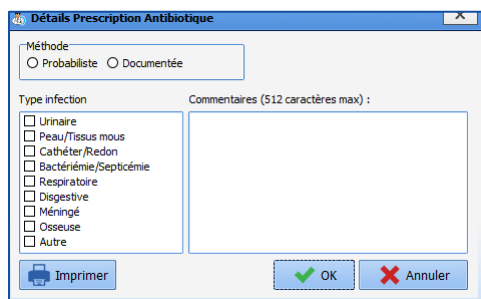 Détails Prescription Antibiotique
Méthode
Probabiliste Documentée
Type infection
Urinaire
Peau/Tissus mous
Cathéter/Redon
Bactériémie/Septicémie
Respiratoire
Disgestive
Méningé
Osseuse
Autre
Commentaires (512 caractères max) :
Imprimer
OK
Annuler